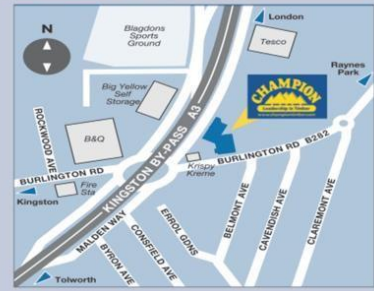 N
Blagdons
Sports
Ground
London
Tesco
Raynes
Park
Big Yellow
Self
Storage
CHAMPION
ROCKWOOD AVE
B&Q
KINGSTON BY-PASS A3
BURLINGTON RD
BURLINGTON RD B282
Kingston
Fire
Sta
Krispy
Kreme
MALDEN WAY
BYRON AVE
CONSFIELD AVE
ERROL GDNS
BELMONT AVE
CAVENDISH AVE
CLAREMONT AVE
Tolworth